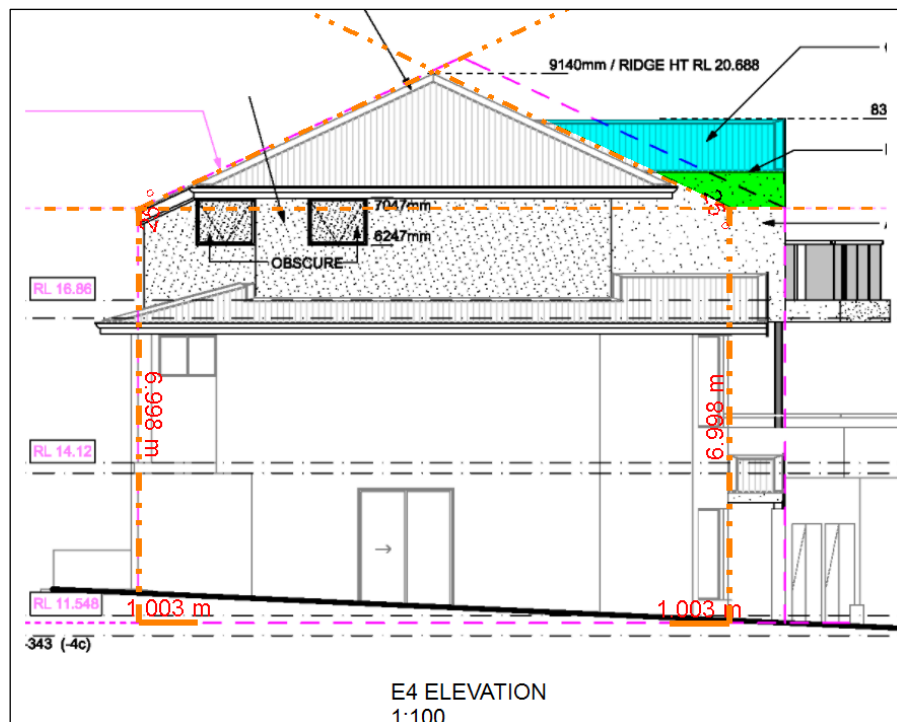 9140mm / RIDGE HT RL 20.688
83
26°
7047mm
6247mm
OBSCURE
RL 16.86
6.998 m
6.998 m
RL 14.12
RL 11.548
1.003 m
1.003 m
-343 (-4c)
E4 ELEVATION
1:100